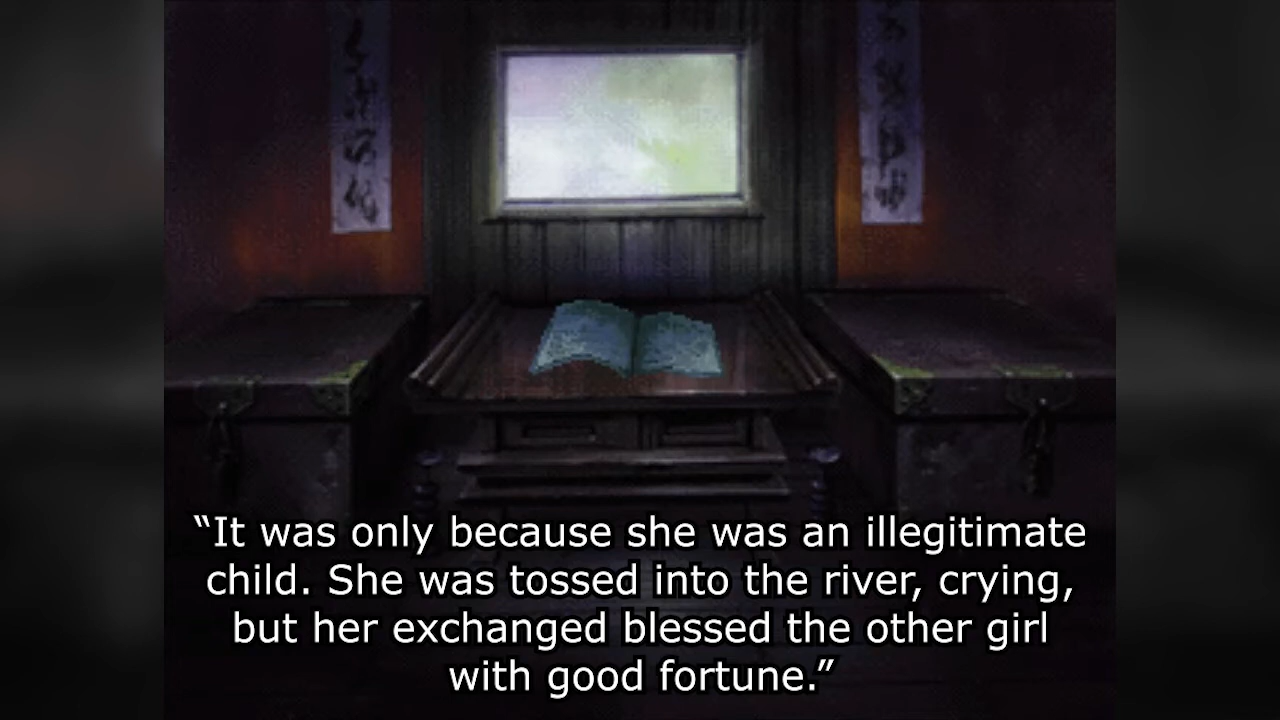 “It was only because she was an illegitimate
child. She was tossed into the river, crying,
but her exchanged blessed the other girl
with good fortune.”